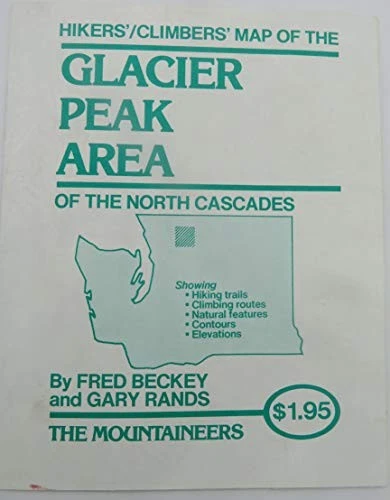 HIKERS'/CLIMBERS' MAP OF THE
GLACIER
PEAK
AREA
OF THE NORTH CASCADES
Showing
▪ Hiking trails
▪ Climbing routes
▪ Natural features
▪ Contours
▪ Elevations
By FRED BECKEY
and GARY RANDS
$1.95
THE MOUNTAINEERS